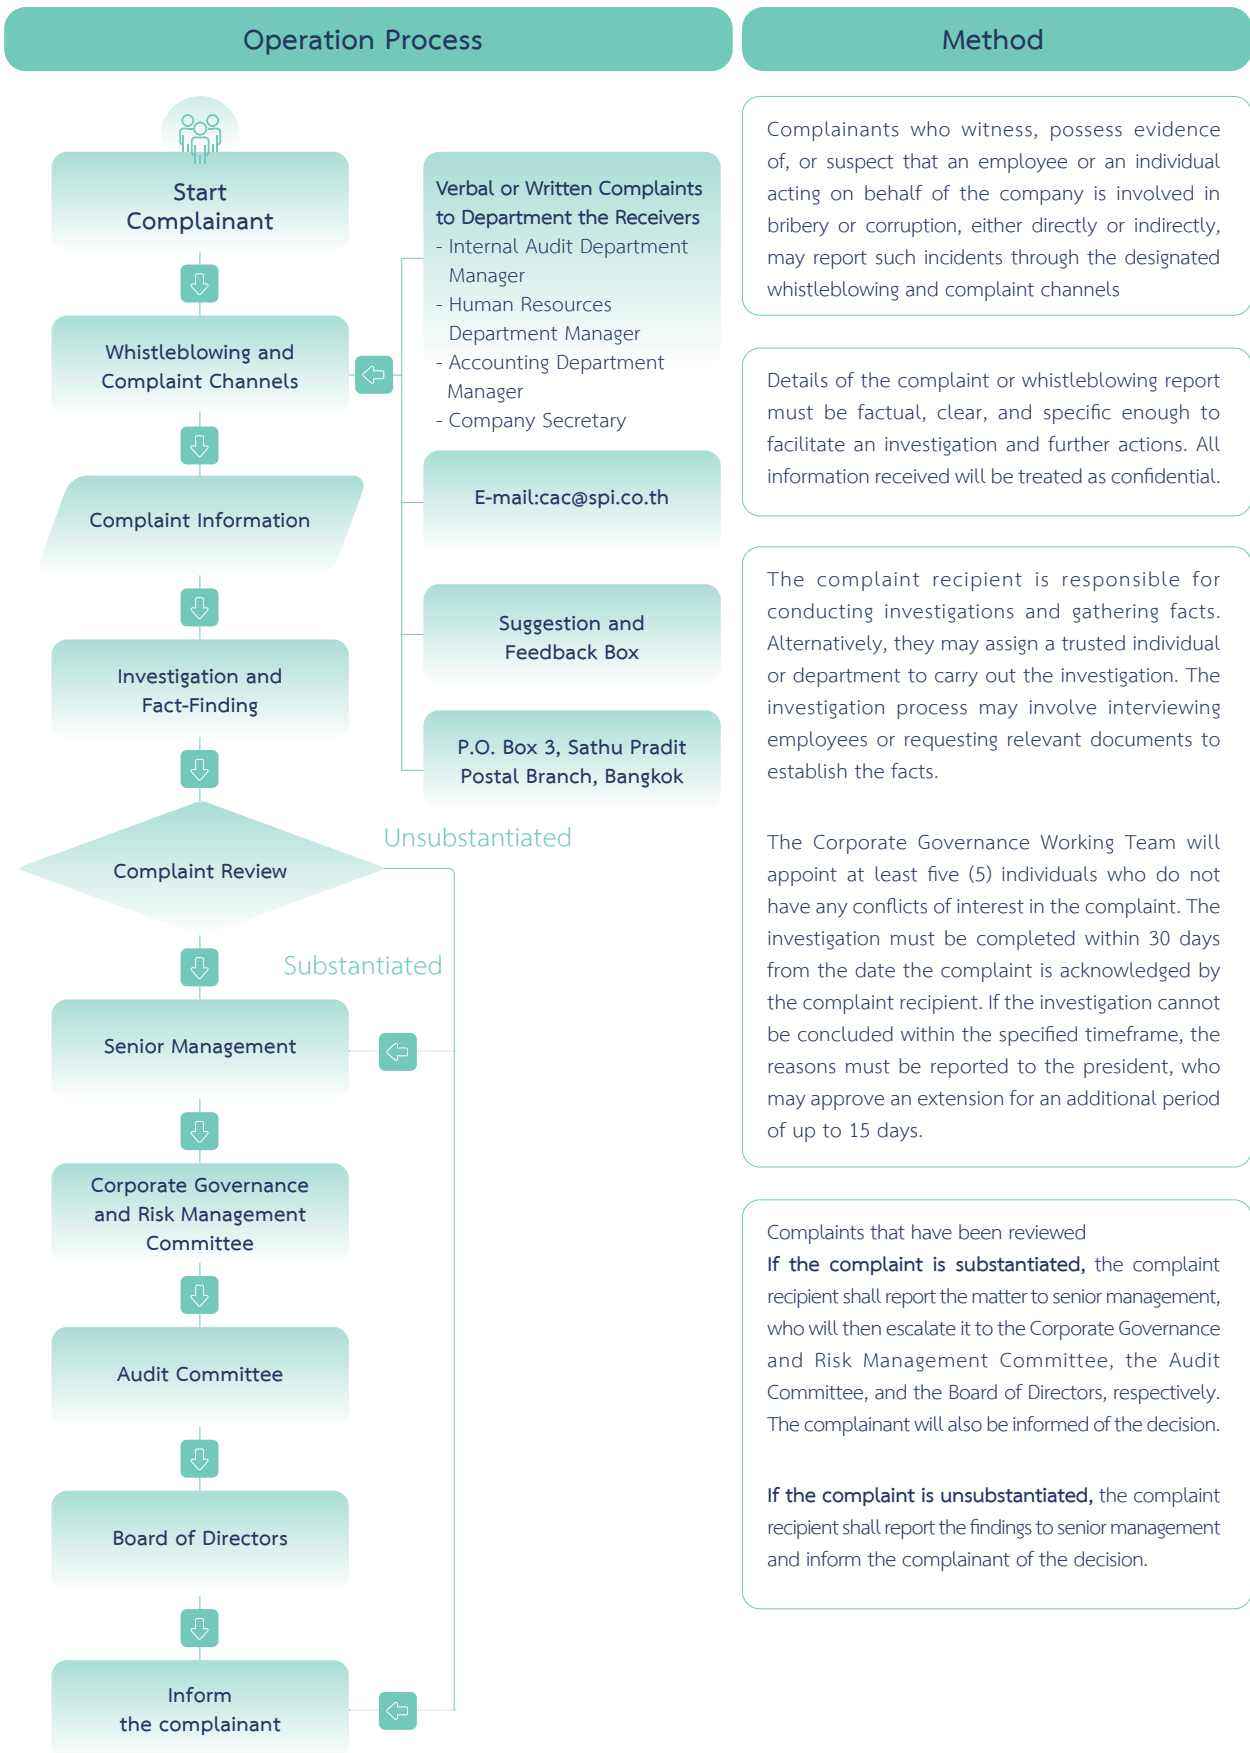 Operation Process
Start
Complainant
Whistleblowing and
Complaint Channels
Complaint Information
Investigation and
Fact-Finding
Complaint Review
Unsubstantiated
Substantiated
Senior Management
Corporate Governance
and Risk Management
Committee
Audit Committee
Board of Directors
Inform
the complainant
Verbal or Written Complaints
to Department the Receivers
- Internal Audit Department
Manager
- Human Resources
Department Manager
- Accounting Department
Manager
- Company Secretary
E-mail:cac@spi.co.th
Suggestion and
Feedback Box
P.O. Box 3, Sathu Pradit
Postal Branch, Bangkok
Method
Complainants who witness, possess evidence
of, or suspect that an employee or an individual
acting on behalf of the company is involved in
bribery or corruption, either directly or indirectly,
may report such incidents through the designated
whistleblowing and complaint channels
Details of the complaint or whistleblowing report
must be factual, clear, and specific enough to
facilitate an investigation and further actions. All
information received will be treated as confidential.
The complaint recipient is responsible for
conducting investigations and gathering facts.
Alternatively, they may assign a trusted individual
or department to carry out the investigation. The
investigation process may involve interviewing
employees or requesting relevant documents to
establish the facts.
The Corporate Governance Working Team will
appoint at least five (5) individuals who do not
have any conflicts of interest in the complaint. The
investigation must be completed within 30 days
from the date the complaint is acknowledged by
the complaint recipient. If the investigation cannot
be concluded within the specified timeframe, the
reasons must be reported to the president, who
may approve an extension for an additional period
of up to 15 days.
Complaints that have been reviewed
If the complaint is substantiated, the complaint
recipient shall report the matter to senior management,
who will then escalate it to the Corporate Governance
and Risk Management Committee, the Audit
Committee, and the Board of Directors, respectively.
The complainant will also be informed of the decision.
If the complaint is unsubstantiated, the complaint
recipient shall report the findings to senior management
and inform the complainant of the decision.